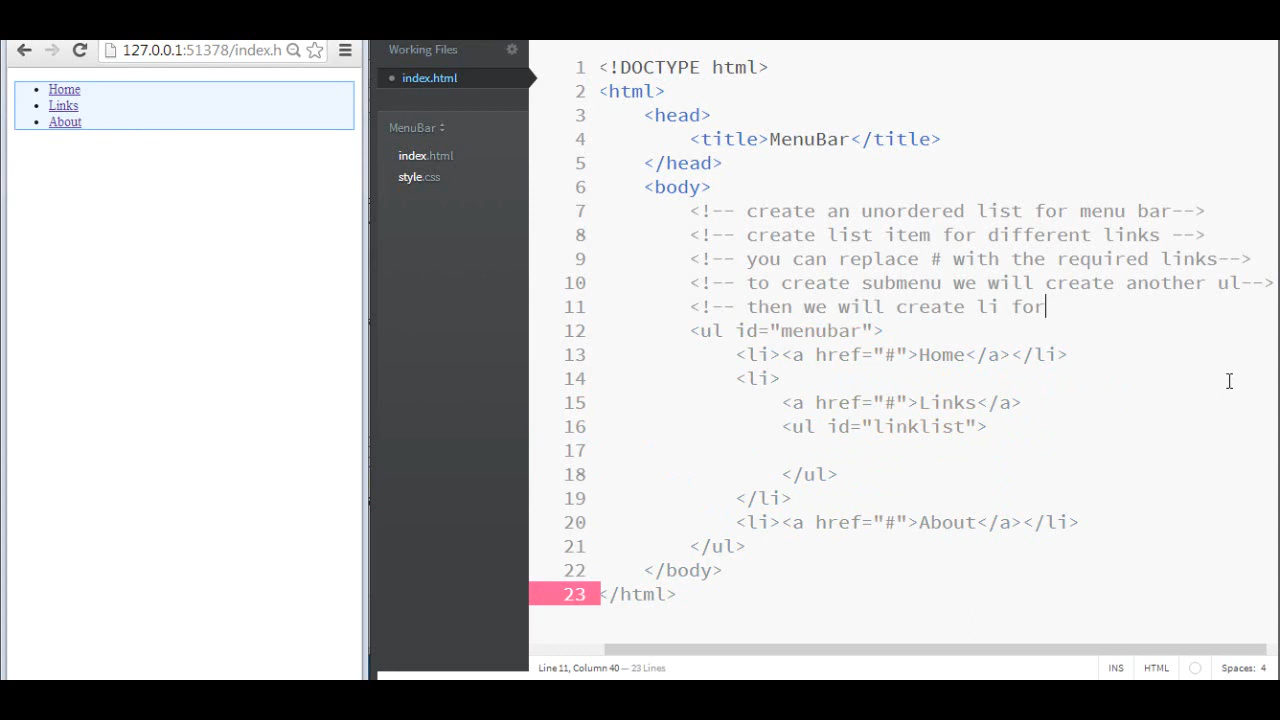 127.0.0.1:51378/index.h
Home
Links
About
Working Files
index.html
MenuBar
index.html
style.css
1 <!DOCTYPE html>
2 <html>
3 <head>
4 <title>MenuBar</title>
5 </head>
6 <body>
7 <!-- create an unordered list for menu bar-->
8 <!-- create list item for different links -->
9 <!-- you can replace # with the required links-->
10 <!-- to create submenu we will create another ul-->
11 <!-- then we will create li for
12 <ul id="menubar">
13 <li><a href="#">Home</a></li>
14 <li>
15 <a href="#">Links</a>
16 <ul id="linklist">
17
18 </ul>
19 </li>
20 <li><a href="#">About</a></li>
21 </ul>
22 </body>
23 </html>
Line 11, Column 40 — 23 Lines
INS HTML Spaces: 4